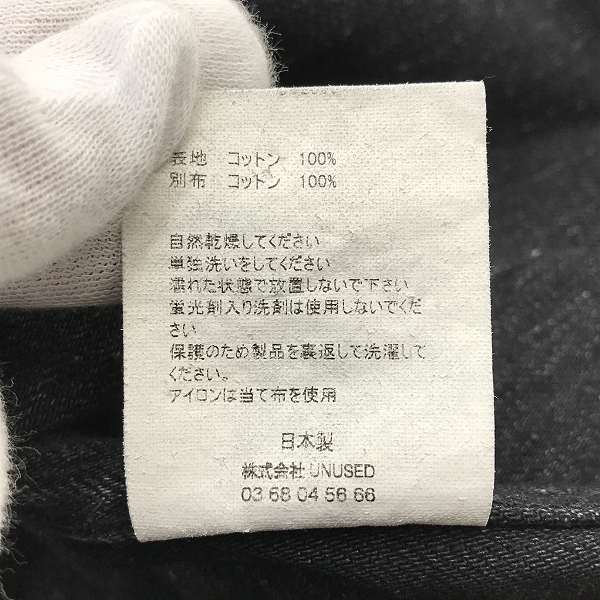 表地 コットン 100%
別布 コットン 100%
自然乾燥してください
単独洗いをしてください
濡れた状態で放置しないで下さい
蛍光剤入り洗剤は使用しないでくだ
さい
保護のため製品を裏返して洗濯して
ください。
アイロンは当て布を使用
日本製
株式会社 UNUSED
03 68 04 56 66